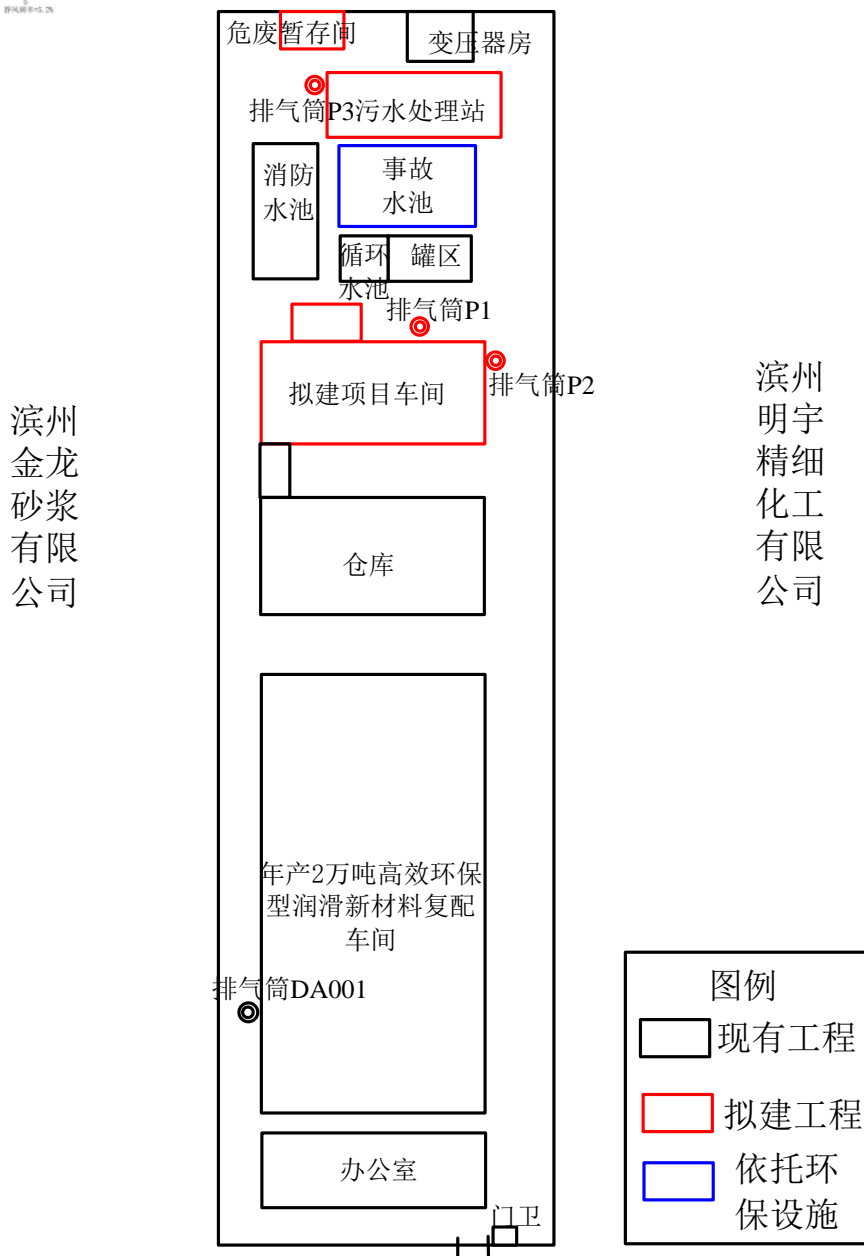 静风频率=5.2%
危废暂存间
变压器房
排气筒P3污水处理站
消防
水池
事故
水池
循环
水池
罐区
排气筒P1
拟建项目车间
排气筒P2
滨州
金龙
砂浆
有限
公司
滨州
明宇
精细
化工
有限
公司
仓库
年产2万吨高效环保
型润滑新材料复配
车间
排气筒DA001
办公室
门卫
图例
现有工程
拟建工程
依托环
保设施